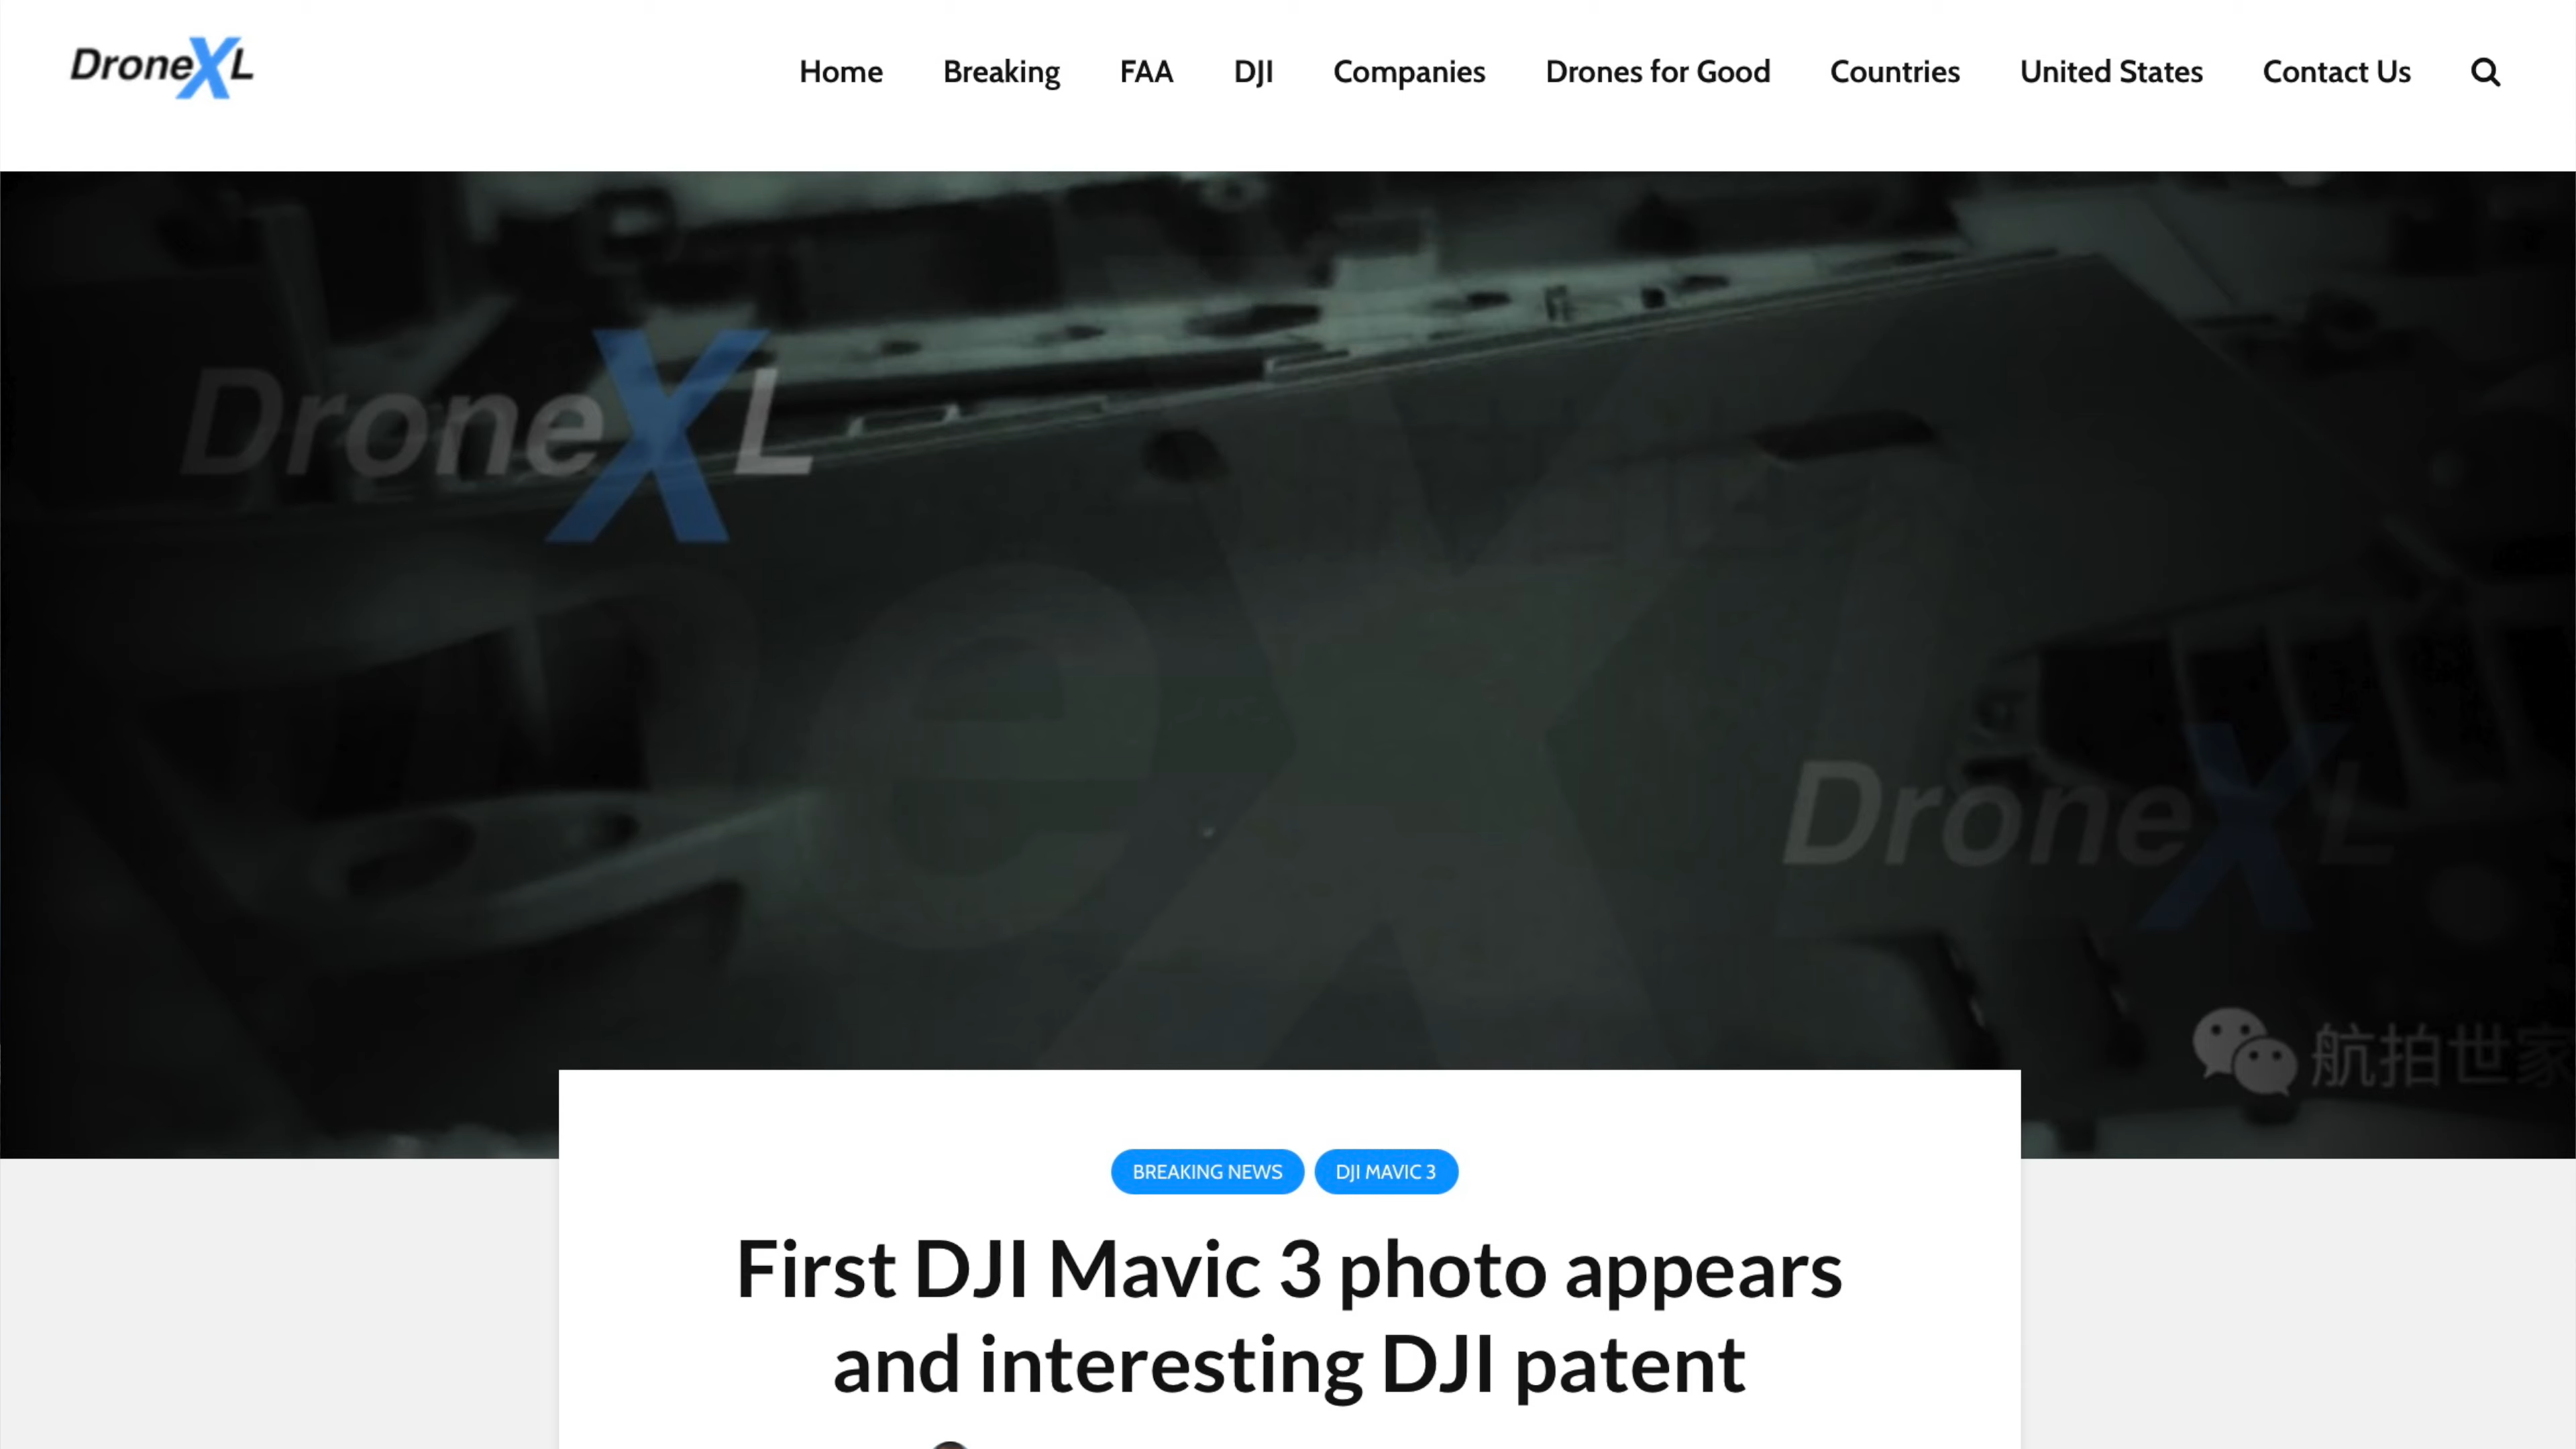 DroneXL
Home Breaking FAA DJI Companies Drones for Good Countries United States Contact Us
DroneXL
neX
DroneXL
航拍世家
BREAKING NEWS DJI MAVIC 3
First DJI Mavic 3 photo appears
and interesting DJI patent